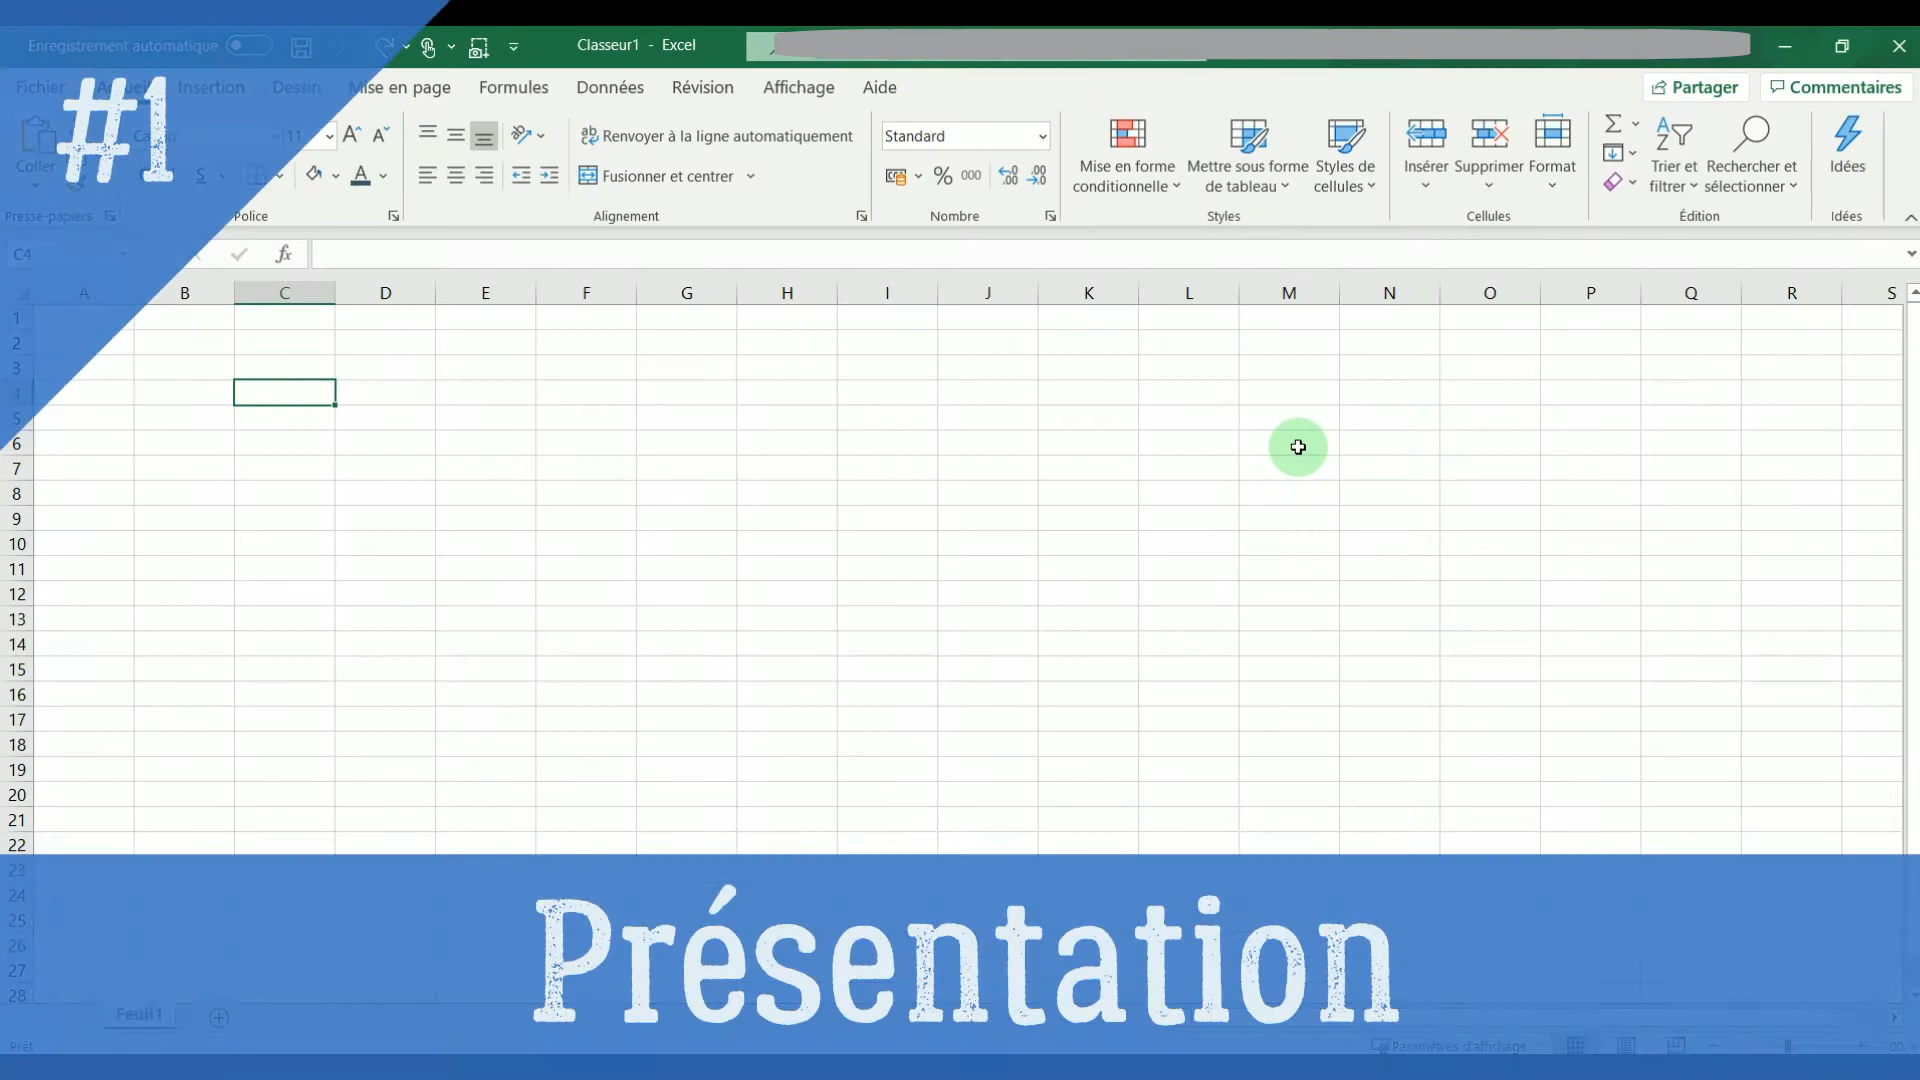 Enregistrement automatique
Classeur1 - Excel
#1
Fichier Accueil Insertion Dessin Mise en page Formules Données Révision Affichage Aide
Partager Commentaires
Coller
11
Renvoyer à la ligne automatiquement
Fusionner et centrer
Standard
% 000
Mise en forme conditionnelle
Mettre sous forme de tableau
Styles de cellules
Insérer Supprimer Format
Trier et filtrer
Rechercher et sélectionner
Idées
Presse-papiers Police Alignement Nombre Styles Cellules Édition Idées
C4 fx
A B C D E F G H I J K L M N O P Q R S
1
2
3
4
5
6
7
8
9
10
11
12
13
14
15
16
17
18
19
20
21
22
23
24
25
26
27
28
Présentation
Feuil1
Prêt
Paramètres d'affichage